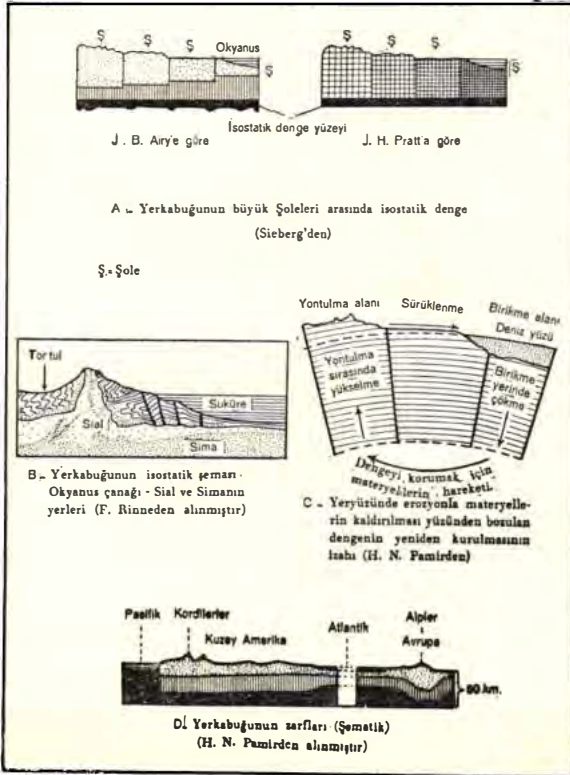 Ş Ş Ş Okyanus Ş
Ş Ş Ş Ş
İsostatik denge yüzeyi
J. B. Airy'e göre J. H. Pratt'a göre
A - Yerkabuğunun büyük Şoleleri arasında isostatik denge
(Sieberg'den)
Ş.= Şole
Tortul
Sial
Suküre
Sima
B - Yerkabuğunun isostatik şeması -
Okyanus çanağı - Sial ve Simanın
yerleri (F. Rinneden alınmıştır)
Yontulma alanı Sürüklenme Birikme alanı
Deniz yüzü
Yontulma
sırasında
yükselme
Birikme
yerinde
çökme
Dengeyi korumak için
materyellerin hareketi
C - Yeryüzünde erozyonla materyelle-
rin kaldırılması yüzünden bozulan
dengenin yeniden kurulmasının
izahı (H. N. Pamirden)
Pasifik Kordilerler
Kuzey Amerika
Atlantik
Alpler
Avrupa
60 km.
D - Yerkabuğunun zarfları (Şematik)
(H. N. Pamirden alınmıştır)